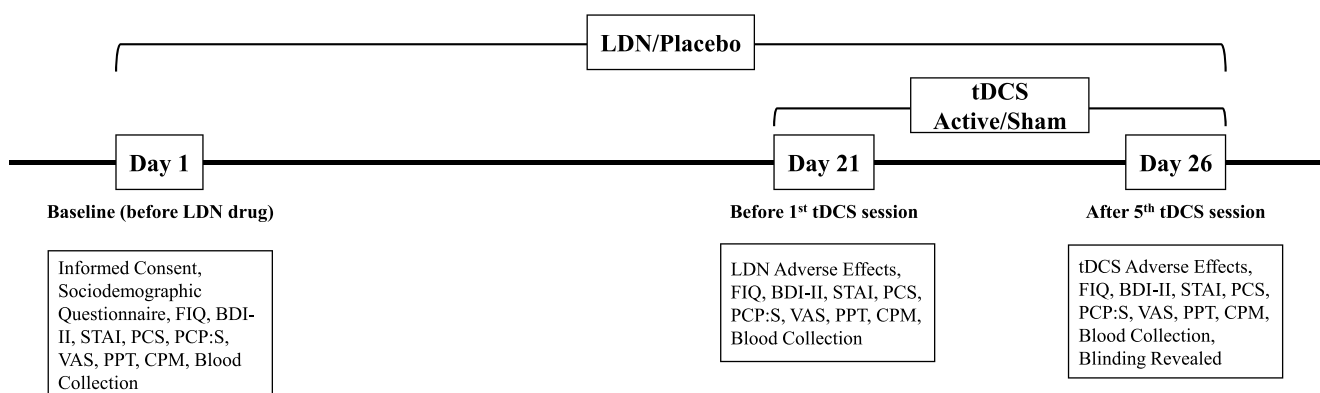 LDN/Placebo
tDCS
Active/Sham
Day 1
Day 21
Day 26
Baseline (before LDN drug)
Before 1st tDCS session
After 5th tDCS session
Informed Consent,
Sociodemographic
Questionnaire, FIQ, BDI-
II, STAI, PCS, PCP:S,
VAS, PPT, CPM, Blood
Collection
LDN Adverse Effects,
FIQ, BDI-II, STAI, PCS,
PCP:S, VAS, PPT, CPM,
Blood Collection
tDCS Adverse Effects,
FIQ, BDI-II, STAI, PCS,
PCP:S, VAS, PPT, CPM,
Blood Collection,
Blinding Revealed